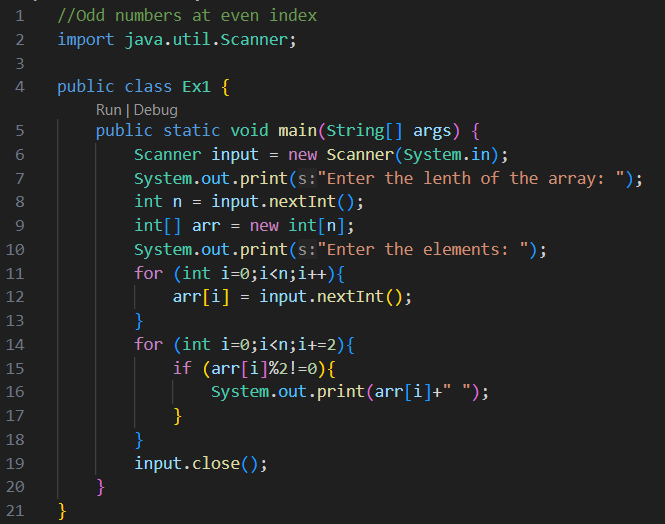 1 //Odd numbers at even index
2 import java.util.Scanner;
3
4 public class Ex1 {
Run | Debug
5 public static void main(String[] args) {
6 Scanner input = new Scanner(System.in);
7 System.out.print(s:"Enter the lenth of the array: ");
8 int n = input.nextInt();
9 int[] arr = new int[n];
10 System.out.print(s:"Enter the elements: ");
11 for (int i=0;i<n;i++){
12 arr[i] = input.nextInt();
13 }
14 for (int i=0;i<n;i+=2){
15 if (arr[i]%2!=0){
16 System.out.print(arr[i]+" ");
17 }
18 }
19 input.close();
20 }
21 }